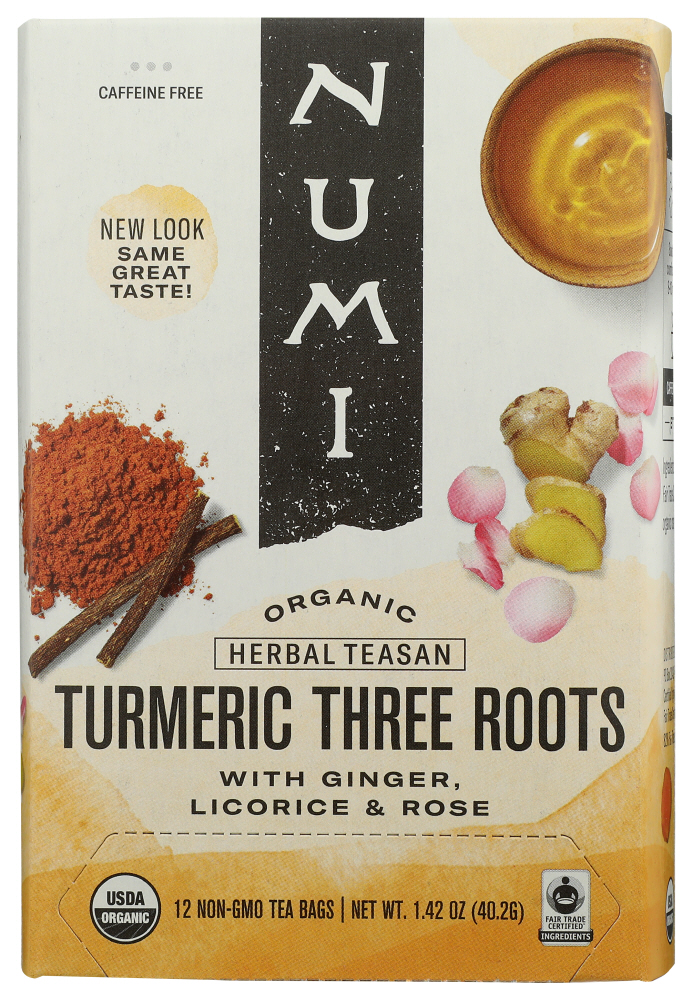 CAFFEINE FREE
NUMI
NEW LOOK
SAME
GREAT
TASTE!
ORGANIC
HERBAL TEASAN
TURMERIC THREE ROOTS
WITH GINGER,
LICORICE & ROSE
USDA
ORGANIC
12 NON-GMO TEA BAGS | NET WT. 1.42 OZ (40.2G)
FAIR TRADE
CERTIFIED
INGREDIENTS